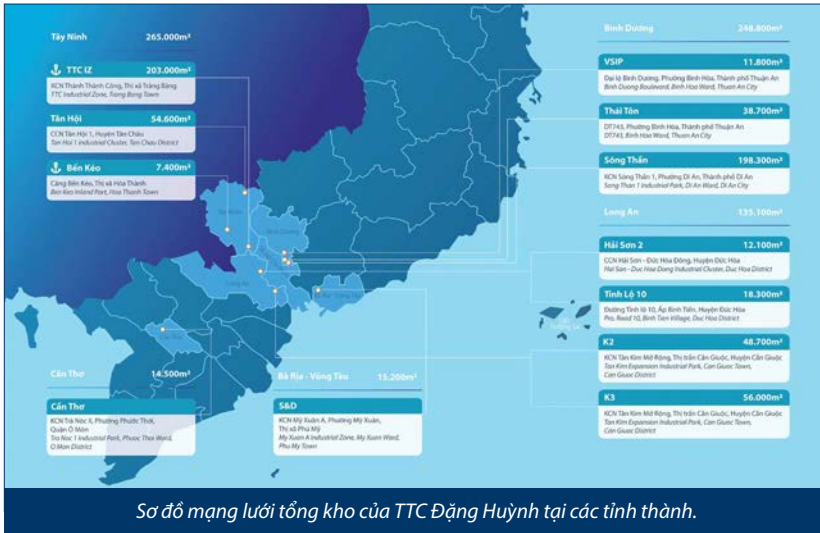 Tây Ninh 265.000m²
TTC IZ 203.000m²
KCN Thành Thành Công, Thị xã Trảng Bàng
TTC Industrial Zone, Trang Bang Town
Tân Hội 54.600m²
CCN Tân Hội 1, Huyện Tân Châu
Tan Hoi 1 Industrial Cluster, Tan Chau District
Bến Kéo 7.400m²
Cảng Bến Kéo, Thị xã Hòa Thành
Ben Keo Inland Port, Hoa Thanh Town
Bình Dương 248.800m²
VSIP 11.800m²
Đại lộ Bình Dương, Phường Bình Hòa, Thành phố Thuận An
Binh Duong Boulevard, Binh Hoa Ward, Thuan An City
Thái Tôn 38.700m²
DT743, Phường Bình Hòa, Thành phố Thuận An
DT743, Binh Hoa Ward, Thuan An City
Sóng Thần 198.300m²
KCN Sóng Thần 1, Phường Dĩ An, Thành phố Dĩ An
Song Than 1 Industrial Park, Di An Ward, Di An City
Long An 135.100m²
Hải Sơn 2 12.100m²
CCN Hải Sơn - Đức Hòa Đông, Huyện Đức Hòa
Hai Son - Duc Hoa Dong Industrial Cluster, Duc Hoa District
Tỉnh Lộ 10 18.300m²
Đường Tỉnh lộ 10, Ấp Bình Tiền, Huyện Đức Hòa
Pro. Road 10, Binh Tien Village, Duc Hoa District
K2 48.700m²
KCN Tân Kim Mở Rộng, Thị trấn Cần Giuộc, Huyện Cần Giuộc
Tan Kim Expansion Industrial Park, Can Giuoc Town,
Can Giuoc District
K3 56.000m²
KCN Tân Kim Mở Rộng, Thị trấn Cần Giuộc, Huyện Cần Giuộc
Tan Kim Expansion Industrial Park, Can Giuoc Town,
Can Giuoc District
Tây Ninh
Bình Dương
Long An
Bà Rịa - Vũng Tàu
Cần Thơ
Cần Thơ 14.500m²
Cần Thơ
KCN Trà Nóc II, Phường Phước Thới,
Quận Ô Môn
Tra Noc 1 Industrial Park, Phuoc Thoi Ward,
O Mon District
Bà Rịa - Vũng Tàu 15.200m²
S&D
KCN Mỹ Xuân A, Phường Mỹ Xuân,
Thị xã Phú Mỹ
My Xuan A Industrial Zone, My Xuan Ward,
Phu My Town
Sơ đồ mạng lưới tổng kho của TTC Đặng Huỳnh tại các tỉnh thành.